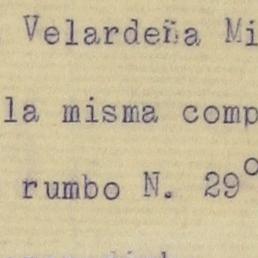 Velardeña Mi
la misma comp
rumbo N. 29°